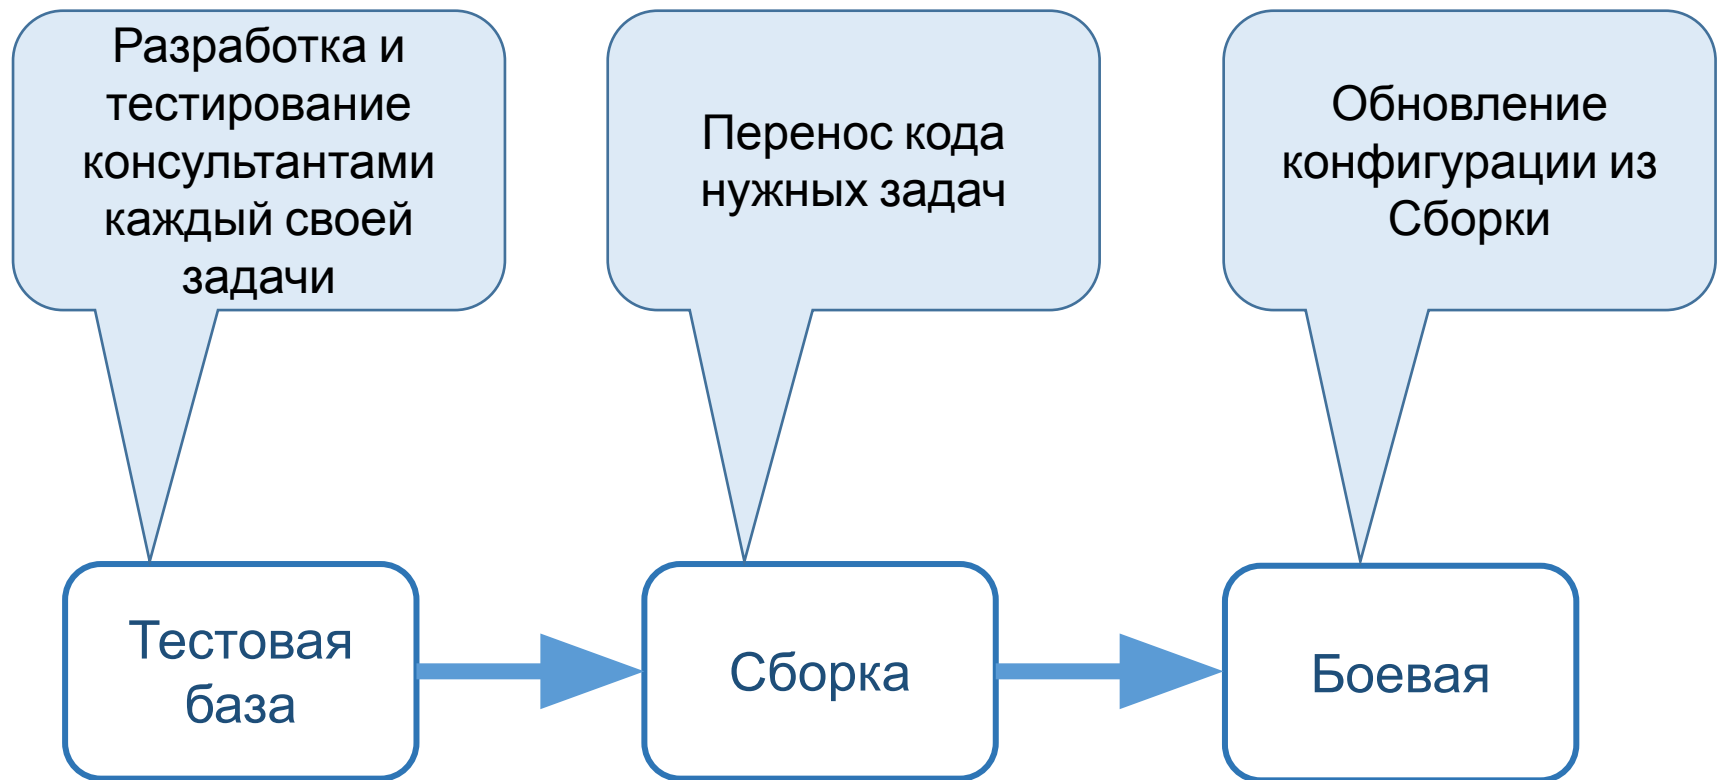 Разработка и
тестирование
консультантами
каждый своей
задачи
Перенос кода
нужных задач
Обновление
конфигурации из
Сборки
Тестовая
база
Сборка
Боевая